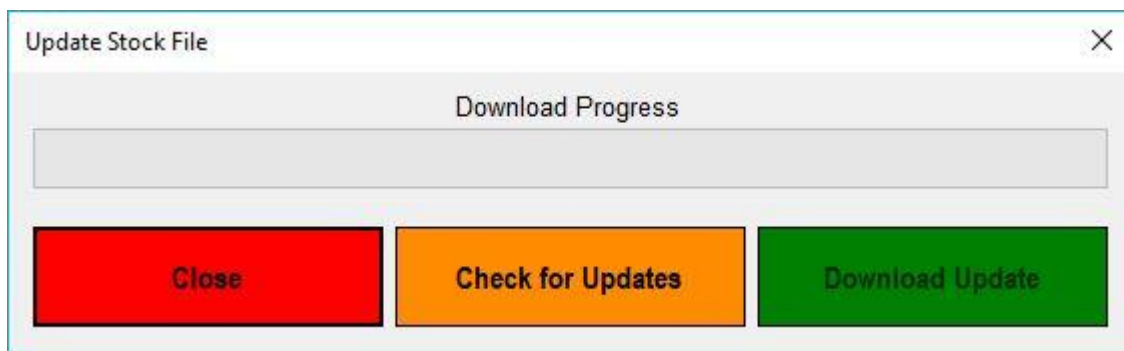 Update Stock File
Download Progress
Close
Check for Updates
Download Update